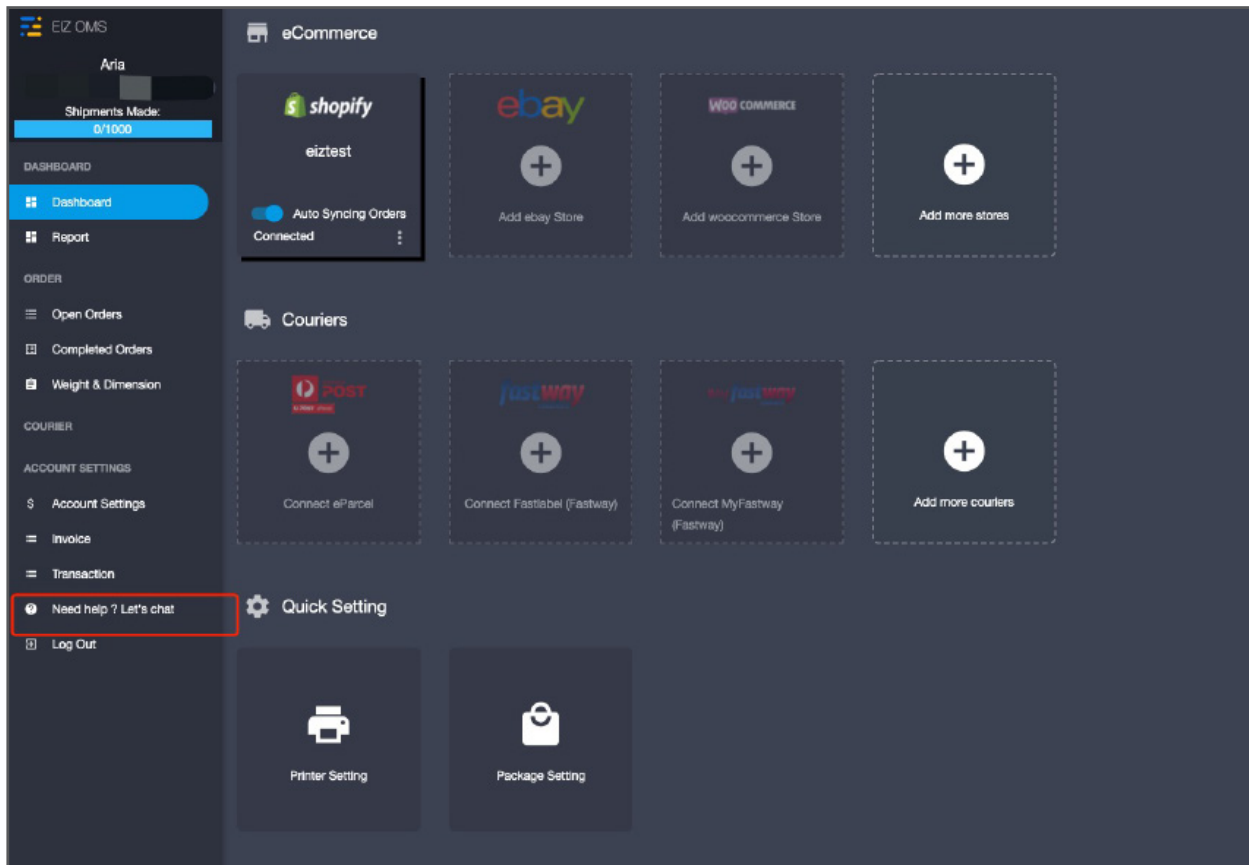 EIZ OMS
Aria
Shipments Made:
0/1000
DASHBOARD
Dashboard
Report
ORDER
Open Orders
Completed Orders
Weight & Dimension
COURIER
ACCOUNT SETTINGS
$ Account Settings
Invoice
Transaction
Need help ? Let's chat
Log Out
eCommerce
shopify
eiztest
Auto Syncing Orders
Connected
ebay
Add ebay Store
WOO COMMERCE
Add woocommerce Store
Add more stores
Couriers
POST
Connect eParcel
fastway
Connect Fastlabel (Fastway)
fastway
Connect MyFastway
(Fastway)
Add more couriers
Quick Setting
Printer Setting
Package Setting